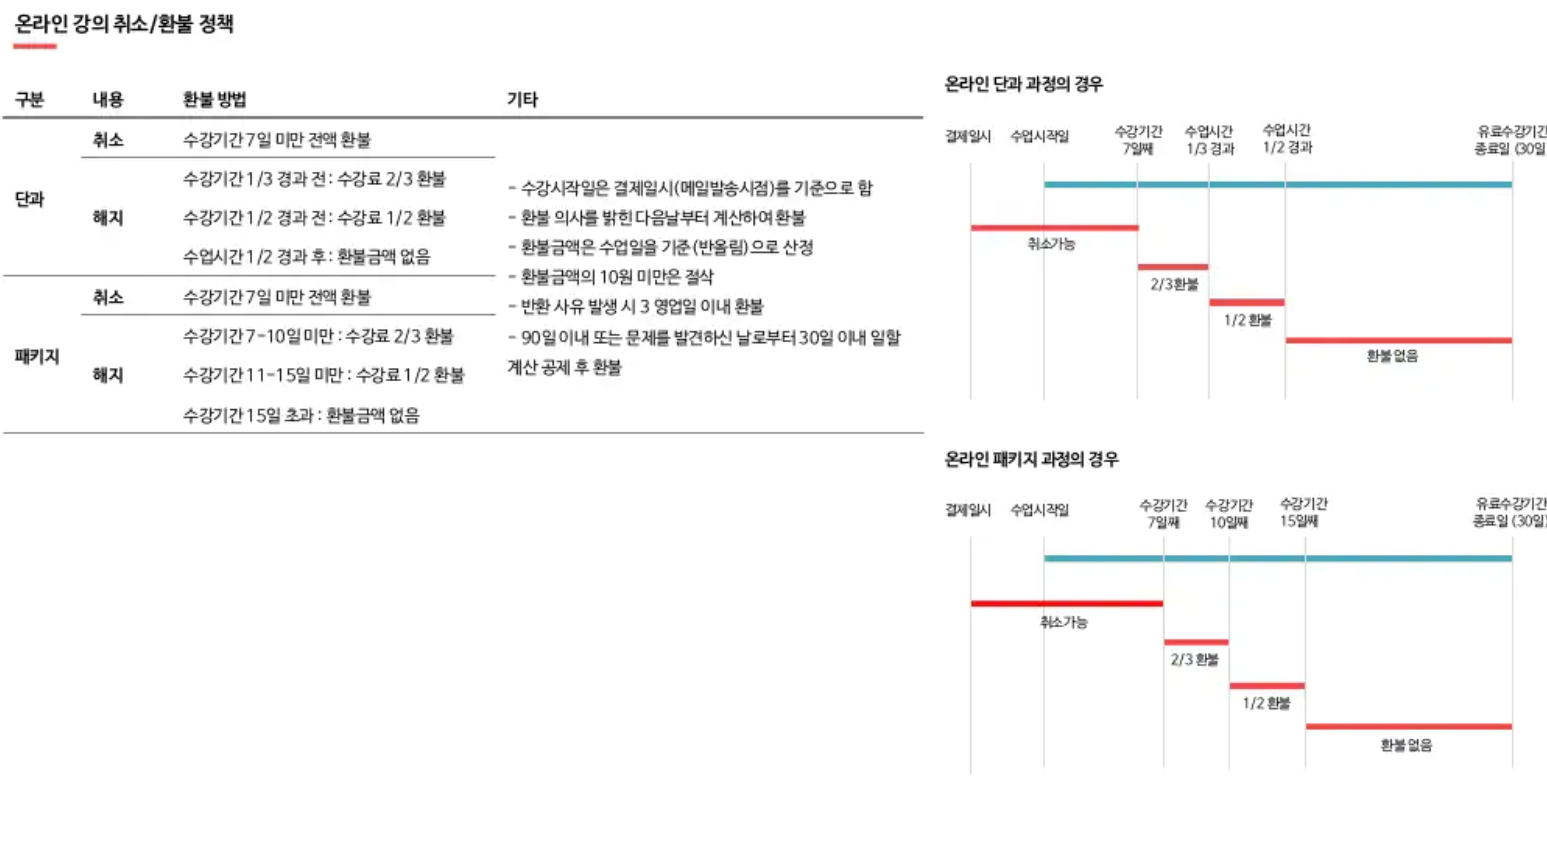 온라인 강의 취소/환불 정책
구분 내용 환불 방법 기타
단과
취소 수강기간 7일 미만 전액 환불
해지
수강기간 1/3 경과 전 : 수강료 2/3 환불
수강기간 1/2 경과 전 : 수강료 1/2 환불
수업시간 1/2 경과 후 : 환불금액 없음
패키지
취소 수강기간 7일 미만 전액 환불
해지
수강기간 7-10일 미만 : 수강료 2/3 환불
수강기간 11-15일 미만 : 수강료 1/2 환불
수강기간 15일 초과 : 환불금액 없음
- 수강시작일은 결제일시(메일발송시점)를 기준으로 함
- 환불 의사를 밝힌 다음날부터 계산하여 환불
- 환불금액은 수업일을 기준(반올림)으로 산정
- 환불금액의 10원 미만은 절삭
- 반환 사유 발생 시 3 영업일 이내 환불
- 90일 이내 또는 문제를 발견하신 날로부터 30일 이내 일할
계산 공제 후 환불
온라인 단과 과정의 경우
결제일시
수업시작일
수강기간
7일째
수업시간
1/3 경과
수업시간
1/2 경과
유료수강기간
종료일 (30일)
취소가능
2/3환불
1/2 환불
환불 없음
온라인 패키지 과정의 경우
결제일시
수업시작일
수강기간
7일째
수강기간
10일째
수강기간
15일째
유료수강기간
종료일 (30일)
취소가능
2/3 환불
1/2 환불
환불 없음